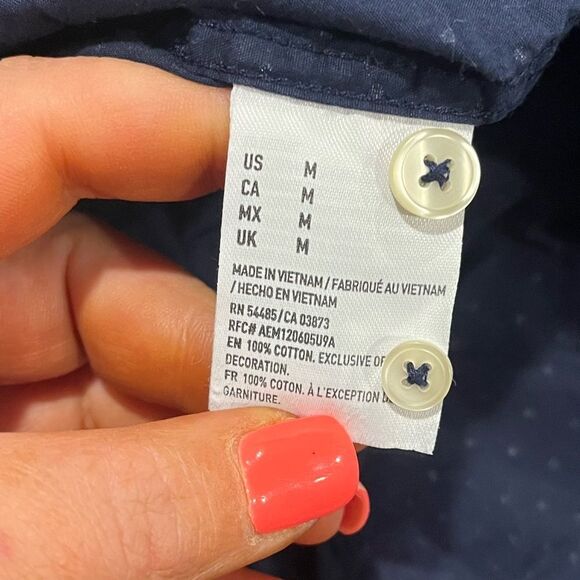 US M
CA M
MX M
UK M
MADE IN VIETNAM / FABRIQUÉ AU VIETNAM
/ HECHO EN VIETNAM
RN 54485 / CA 03873
RFC# AEM120605U9A
EN 100% COTTON. EXCLUSIVE OF
DECORATION.
FR 100% COTON. À L'EXCEPTION
GARNITURE.